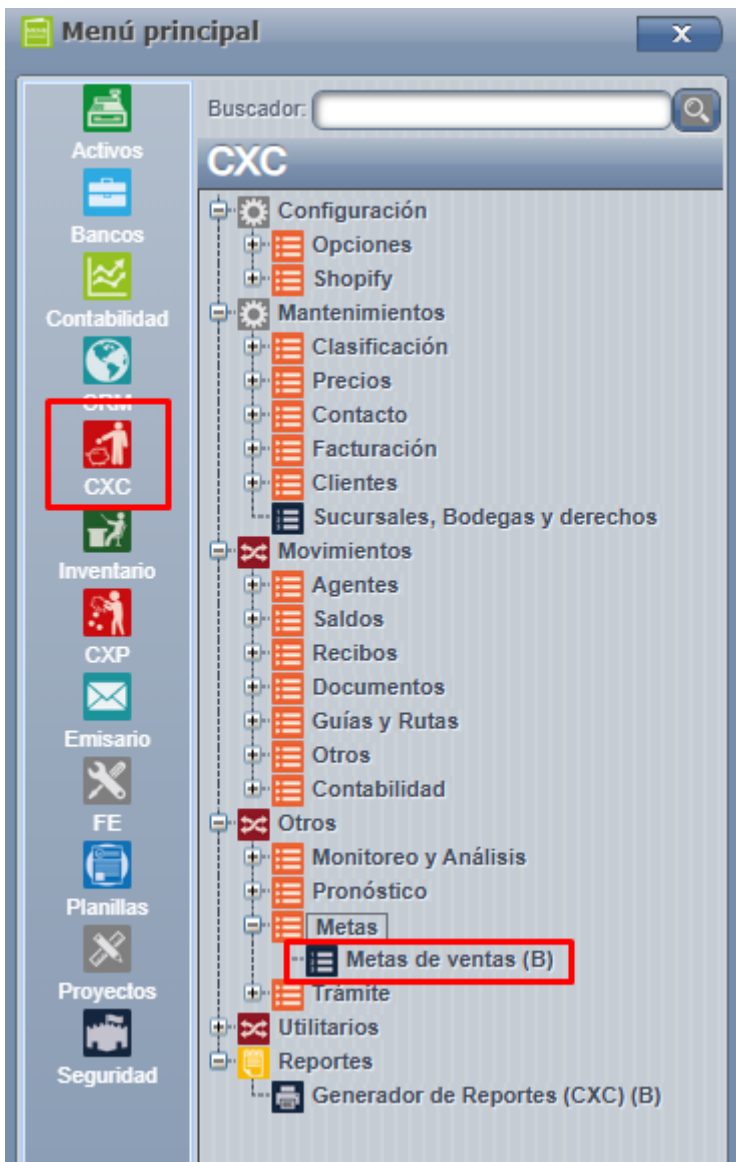 Menú principal
x
Activos
Bancos
Contabilidad
CRM
CXC
Inventario
CXP
Emisario
FE
Planillas
Proyectos
Seguridad
Buscador:
CXC
Configuración
Opciones
Shopify
Mantenimientos
Clasificación
Precios
Contacto
Facturación
Clientes
Sucursales, Bodegas y derechos
Movimientos
Agentes
Saldos
Recibos
Documentos
Guías y Rutas
Otros
Contabilidad
Otros
Monitoreo y Análisis
Pronóstico
Metas
Metas de ventas (B)
Trámite
Utilitarios
Reportes
Generador de Reportes (CXC) (B)